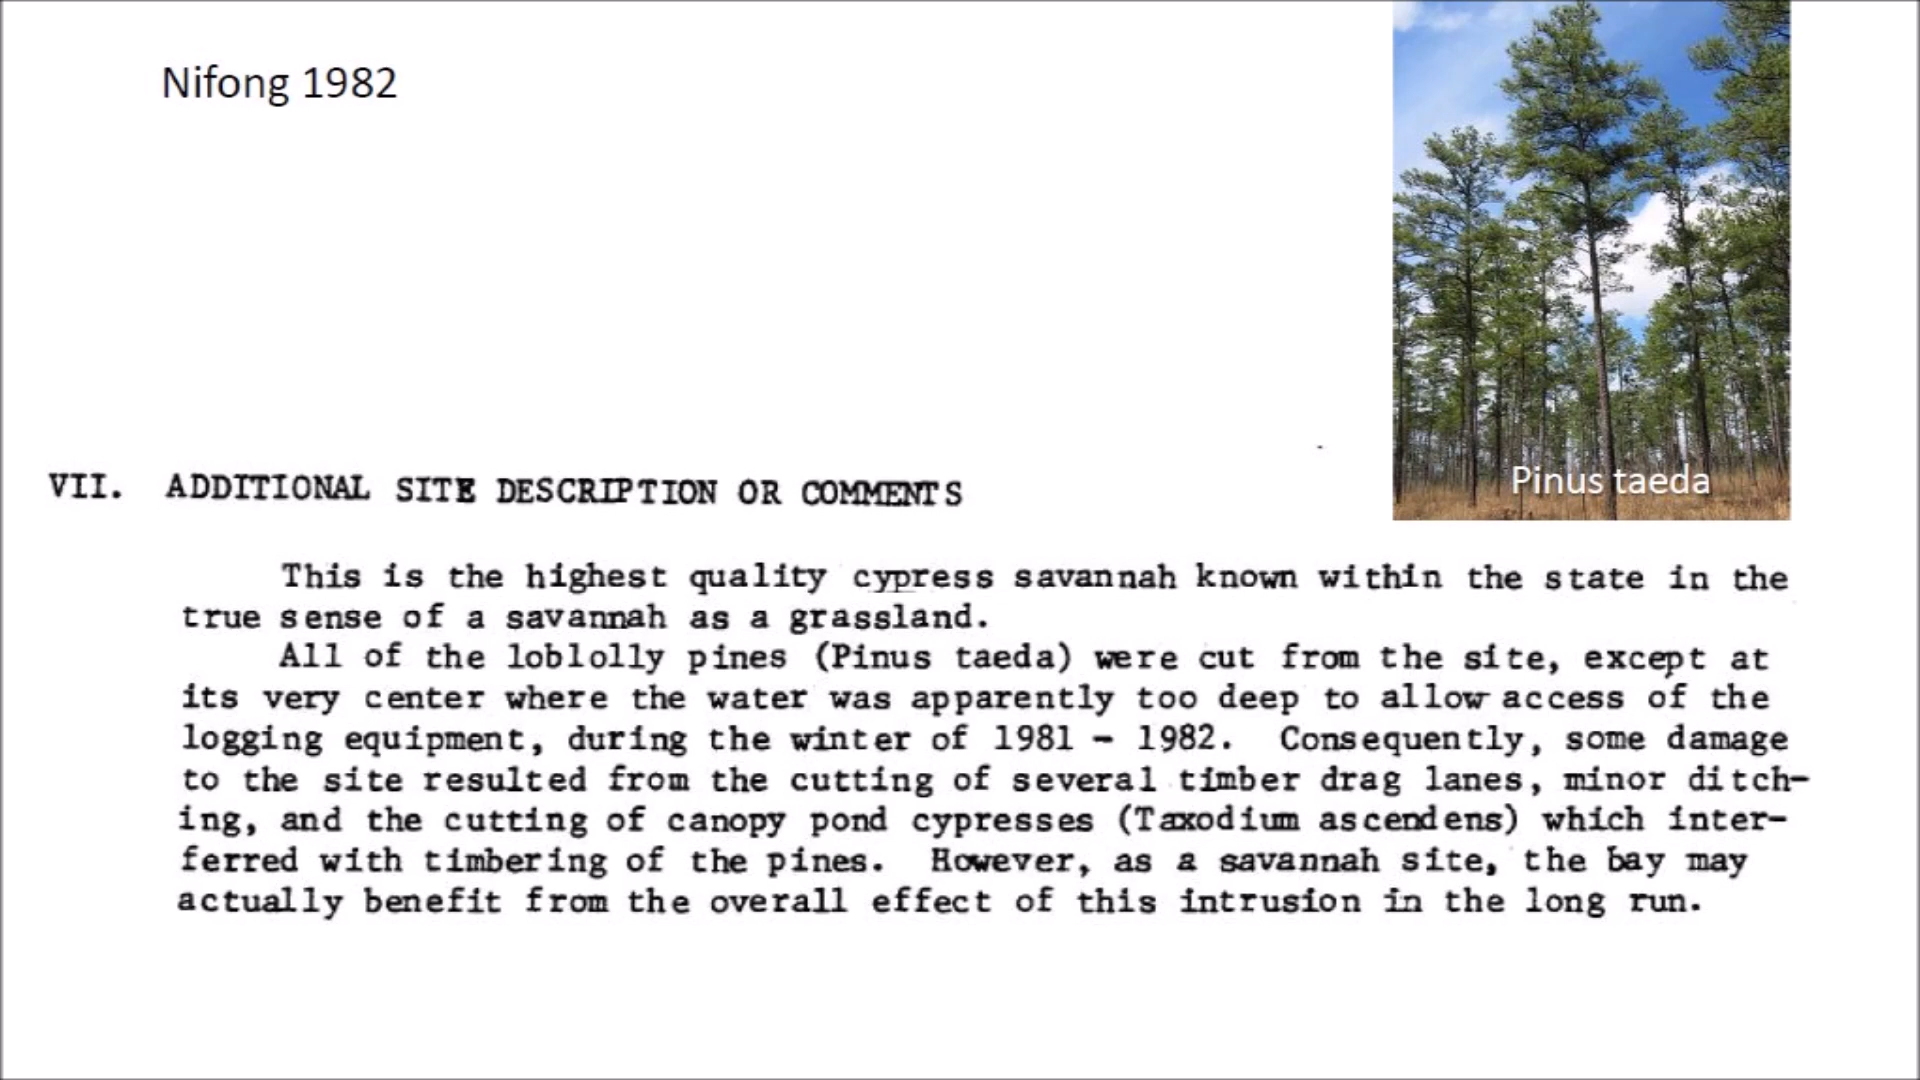 Nifong 1982
Pinus taeda
VII. ADDITIONAL SITE DESCRIPTION OR COMMENTS
This is the highest quality cypress savannah known within the state in the
true sense of a savannah as a grassland.
All of the loblolly pines (Pinus taeda) were cut from the site, except at
its very center where the water was apparently too deep to allow access of the
logging equipment, during the winter of 1981 - 1982. Consequently, some damage
to the site resulted from the cutting of several timber drag lanes, minor ditch-
ing, and the cutting of canopy pond cypresses (Taxodium ascendens) which inter-
ferred with timbering of the pines. However, as a savannah site, the bay may
actually benefit from the overall effect of this intrusion in the long run.